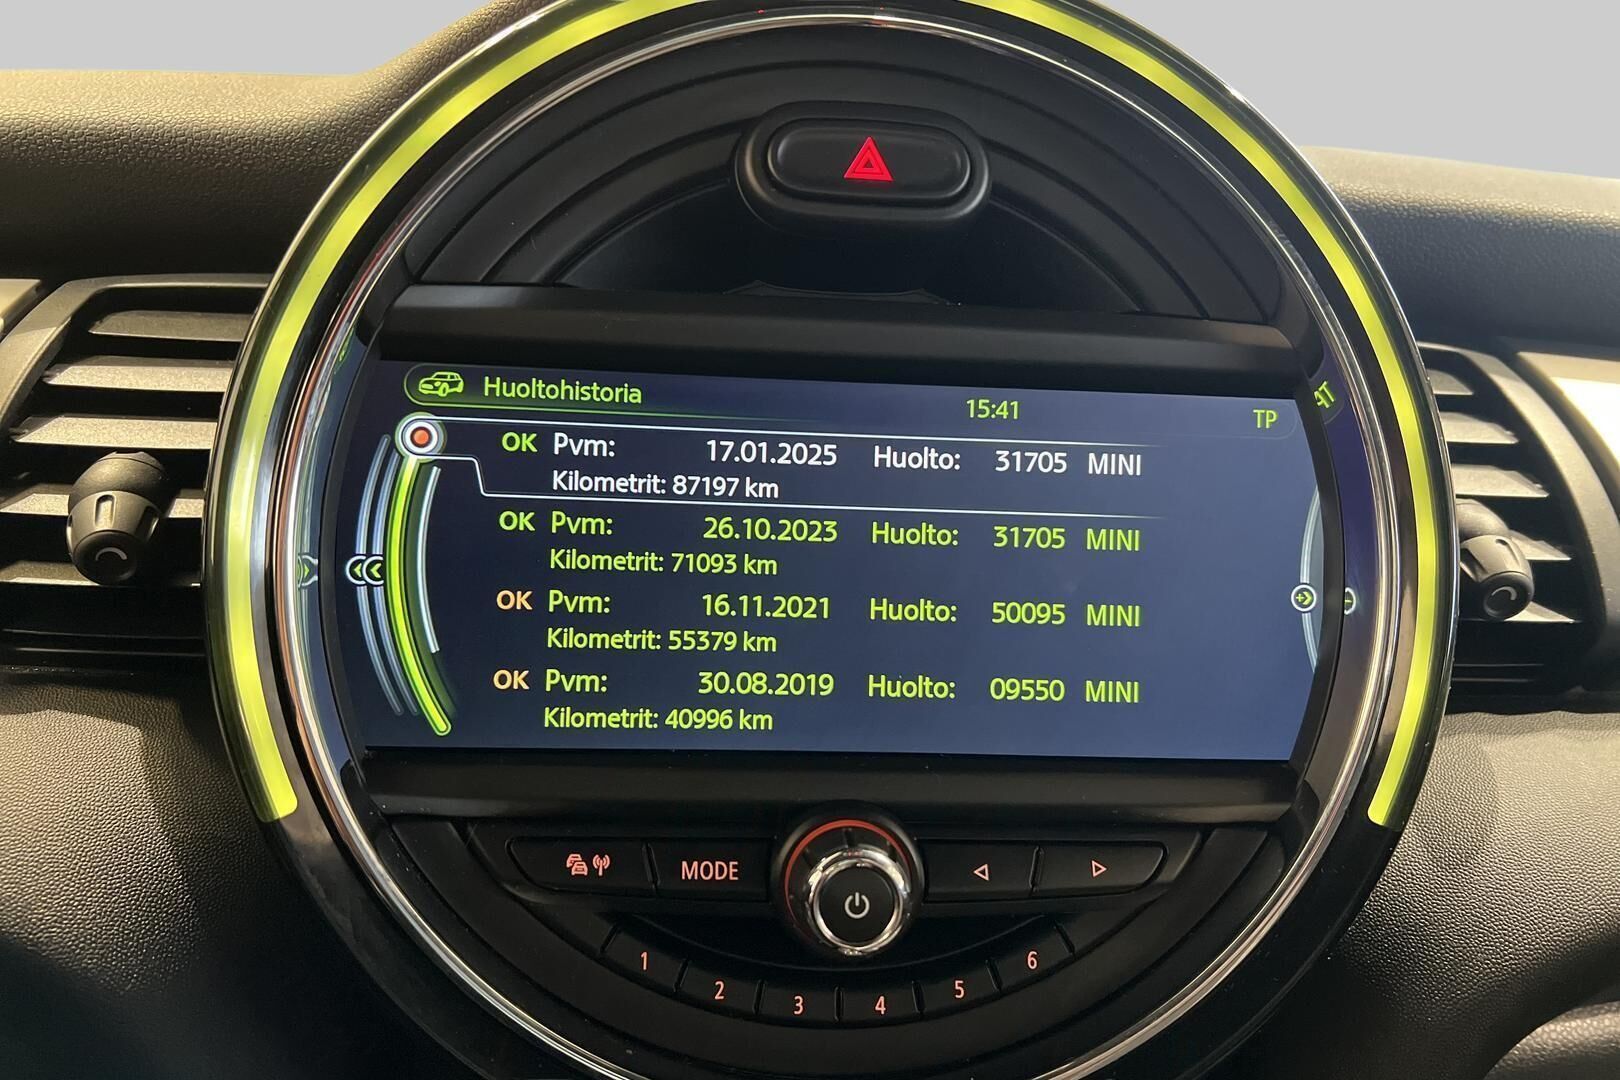 Huoltohistoria 15:41 TP
AT
OK Pvm: 17.01.2025 Huolto: 31705 MINI
Kilometrit: 87197 km
OK Pvm: 26.10.2023 Huolto: 31705 MINI
Kilometrit: 71093 km
OK Pvm: 16.11.2021 Huolto: 50095 MINI
Kilometrit: 55379 km
OK Pvm: 30.08.2019 Huolto: 09550 MINI
Kilometrit: 40996 km
MODE
1 2 3 4 5 6